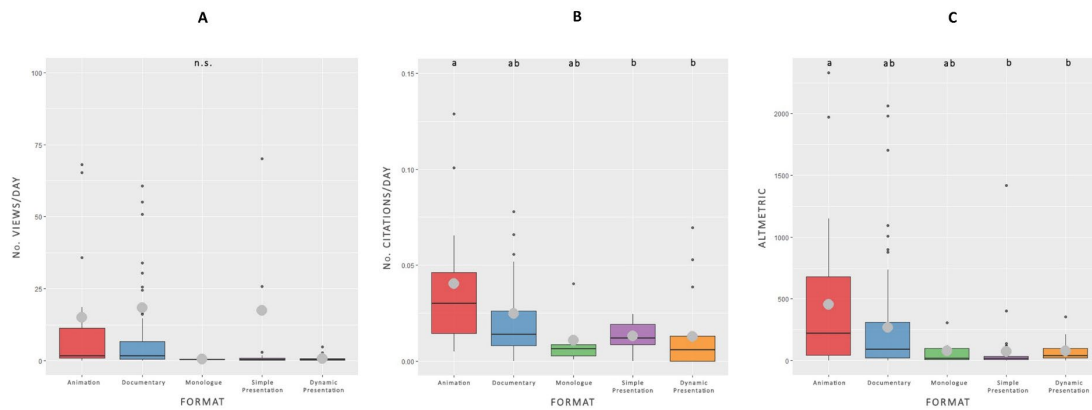 A
n.s.
100
75
50
25
0
No. VIEWS/DAY
Animation
Documentary
Monologue
Simple Presentation
Dynamic Presentation
FORMAT
B
a
ab
ab
b
b
0.15
0.10
0.05
0.00
No. CITATIONS/DAY
Animation
Documentary
Monologue
Simple Presentation
Dynamic Presentation
FORMAT
C
a
ab
ab
b
b
2000
1500
1000
500
0
ALTMETRIC
Animation
Documentary
Monologue
Simple Presentation
Dynamic Presentation
FORMAT